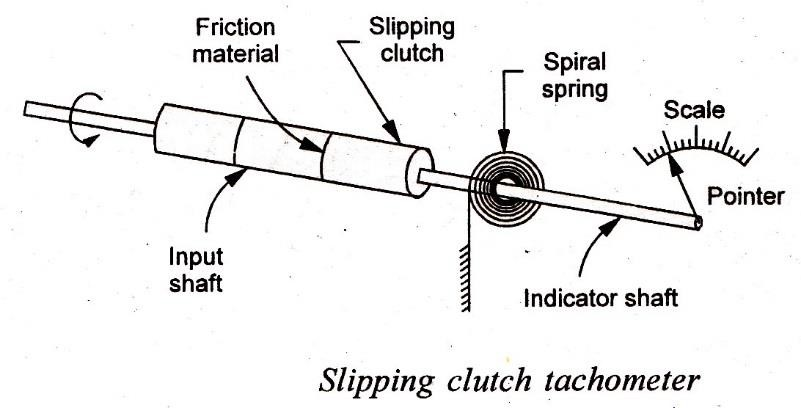 Friction
material
Slipping
clutch
Spiral
spring
Scale
Pointer
Input
shaft
Indicator shaft
Slipping clutch tachometer